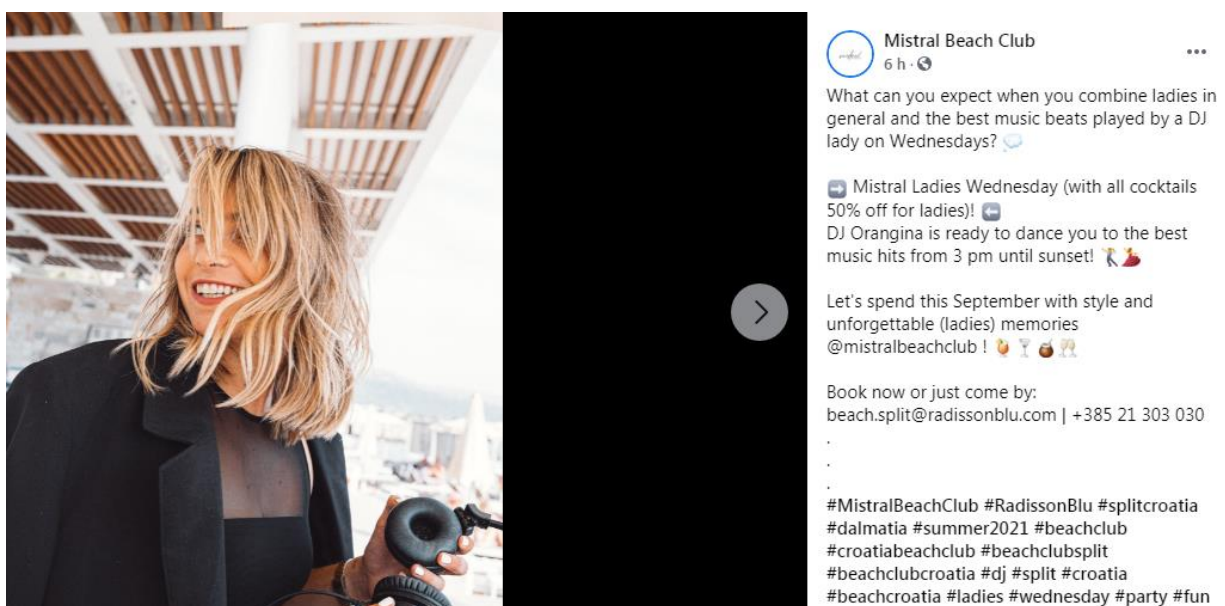 Mistral Beach Club
6 h ·
What can you expect when you combine ladies in
general and the best music beats played by a DJ
lady on Wednesdays? 💭
➡️ Mistral Ladies Wednesday (with all cocktails
50% off for ladies)! ⬅️
DJ Orangina is ready to dance you to the best
music hits from 3 pm until sunset! 🕺💃
Let's spend this September with style and
unforgettable (ladies) memories
@mistralbeachclub ! 🍹🍸🧉🥂
Book now or just come by:
beach.split@radissonblu.com | +385 21 303 030
.
.
.
#MistralBeachClub #RadissonBlu #splitcroatia
#dalmatia #summer2021 #beachclub
#croatiabeachclub #beachclubsplit
#beachclubcroatia #dj #split #croatia
#beachcroatia #ladies #wednesday #party #fun